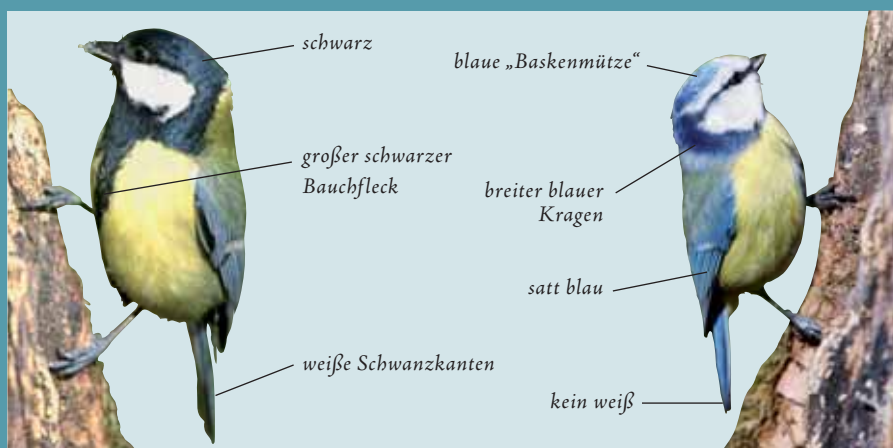 schwarz
großer schwarzer
Bauchfleck
weiße Schwanzkanten
blaue „Baskenmütze“
breiter blauer
Kragen
satt blau
kein weiß